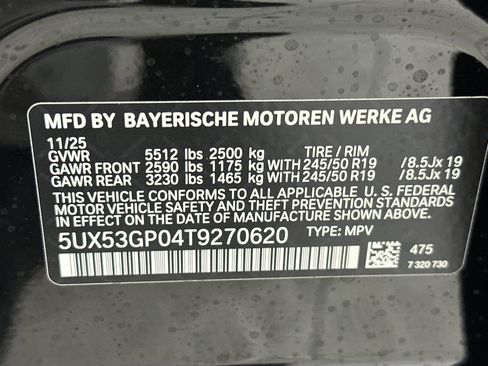 MFD BY BAYERISCHE MOTOREN WERKE AG
11/25
GVWR 5512 lbs 2500 kg TIRE / RIM
GAWR FRONT 2590 lbs 1175 kg WITH 245/50 R19 /8.5Jx 19
GAWR REAR 3230 lbs 1465 kg WITH 245/50 R19 /8.5Jx 19
THIS VEHICLE CONFORMS TO ALL APPLICABLE U. S. FEDERAL
MOTOR VEHICLE SAFETY AND THEFT PREVENTION STANDARDS
IN EFFECT ON THE DATE OF MANUFACTURE SHOWN ABOVE.
5UX53GP04T9270620 TYPE: MPV
475
7 320 730